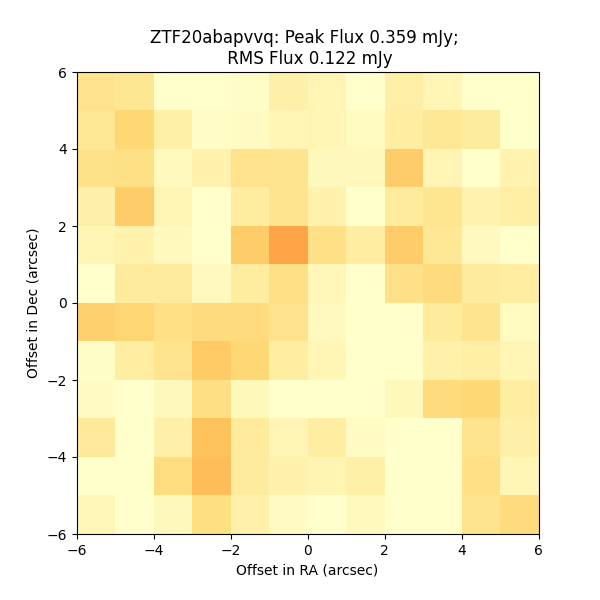 ZTF20abapvvq: Peak Flux 0.359 mJy;
RMS Flux 0.122 mJy
6
4
2
0
−2
−4
−6
Offset in Dec (arcsec)
−6 −4 −2 0 2 4 6
Offset in RA (arcsec)